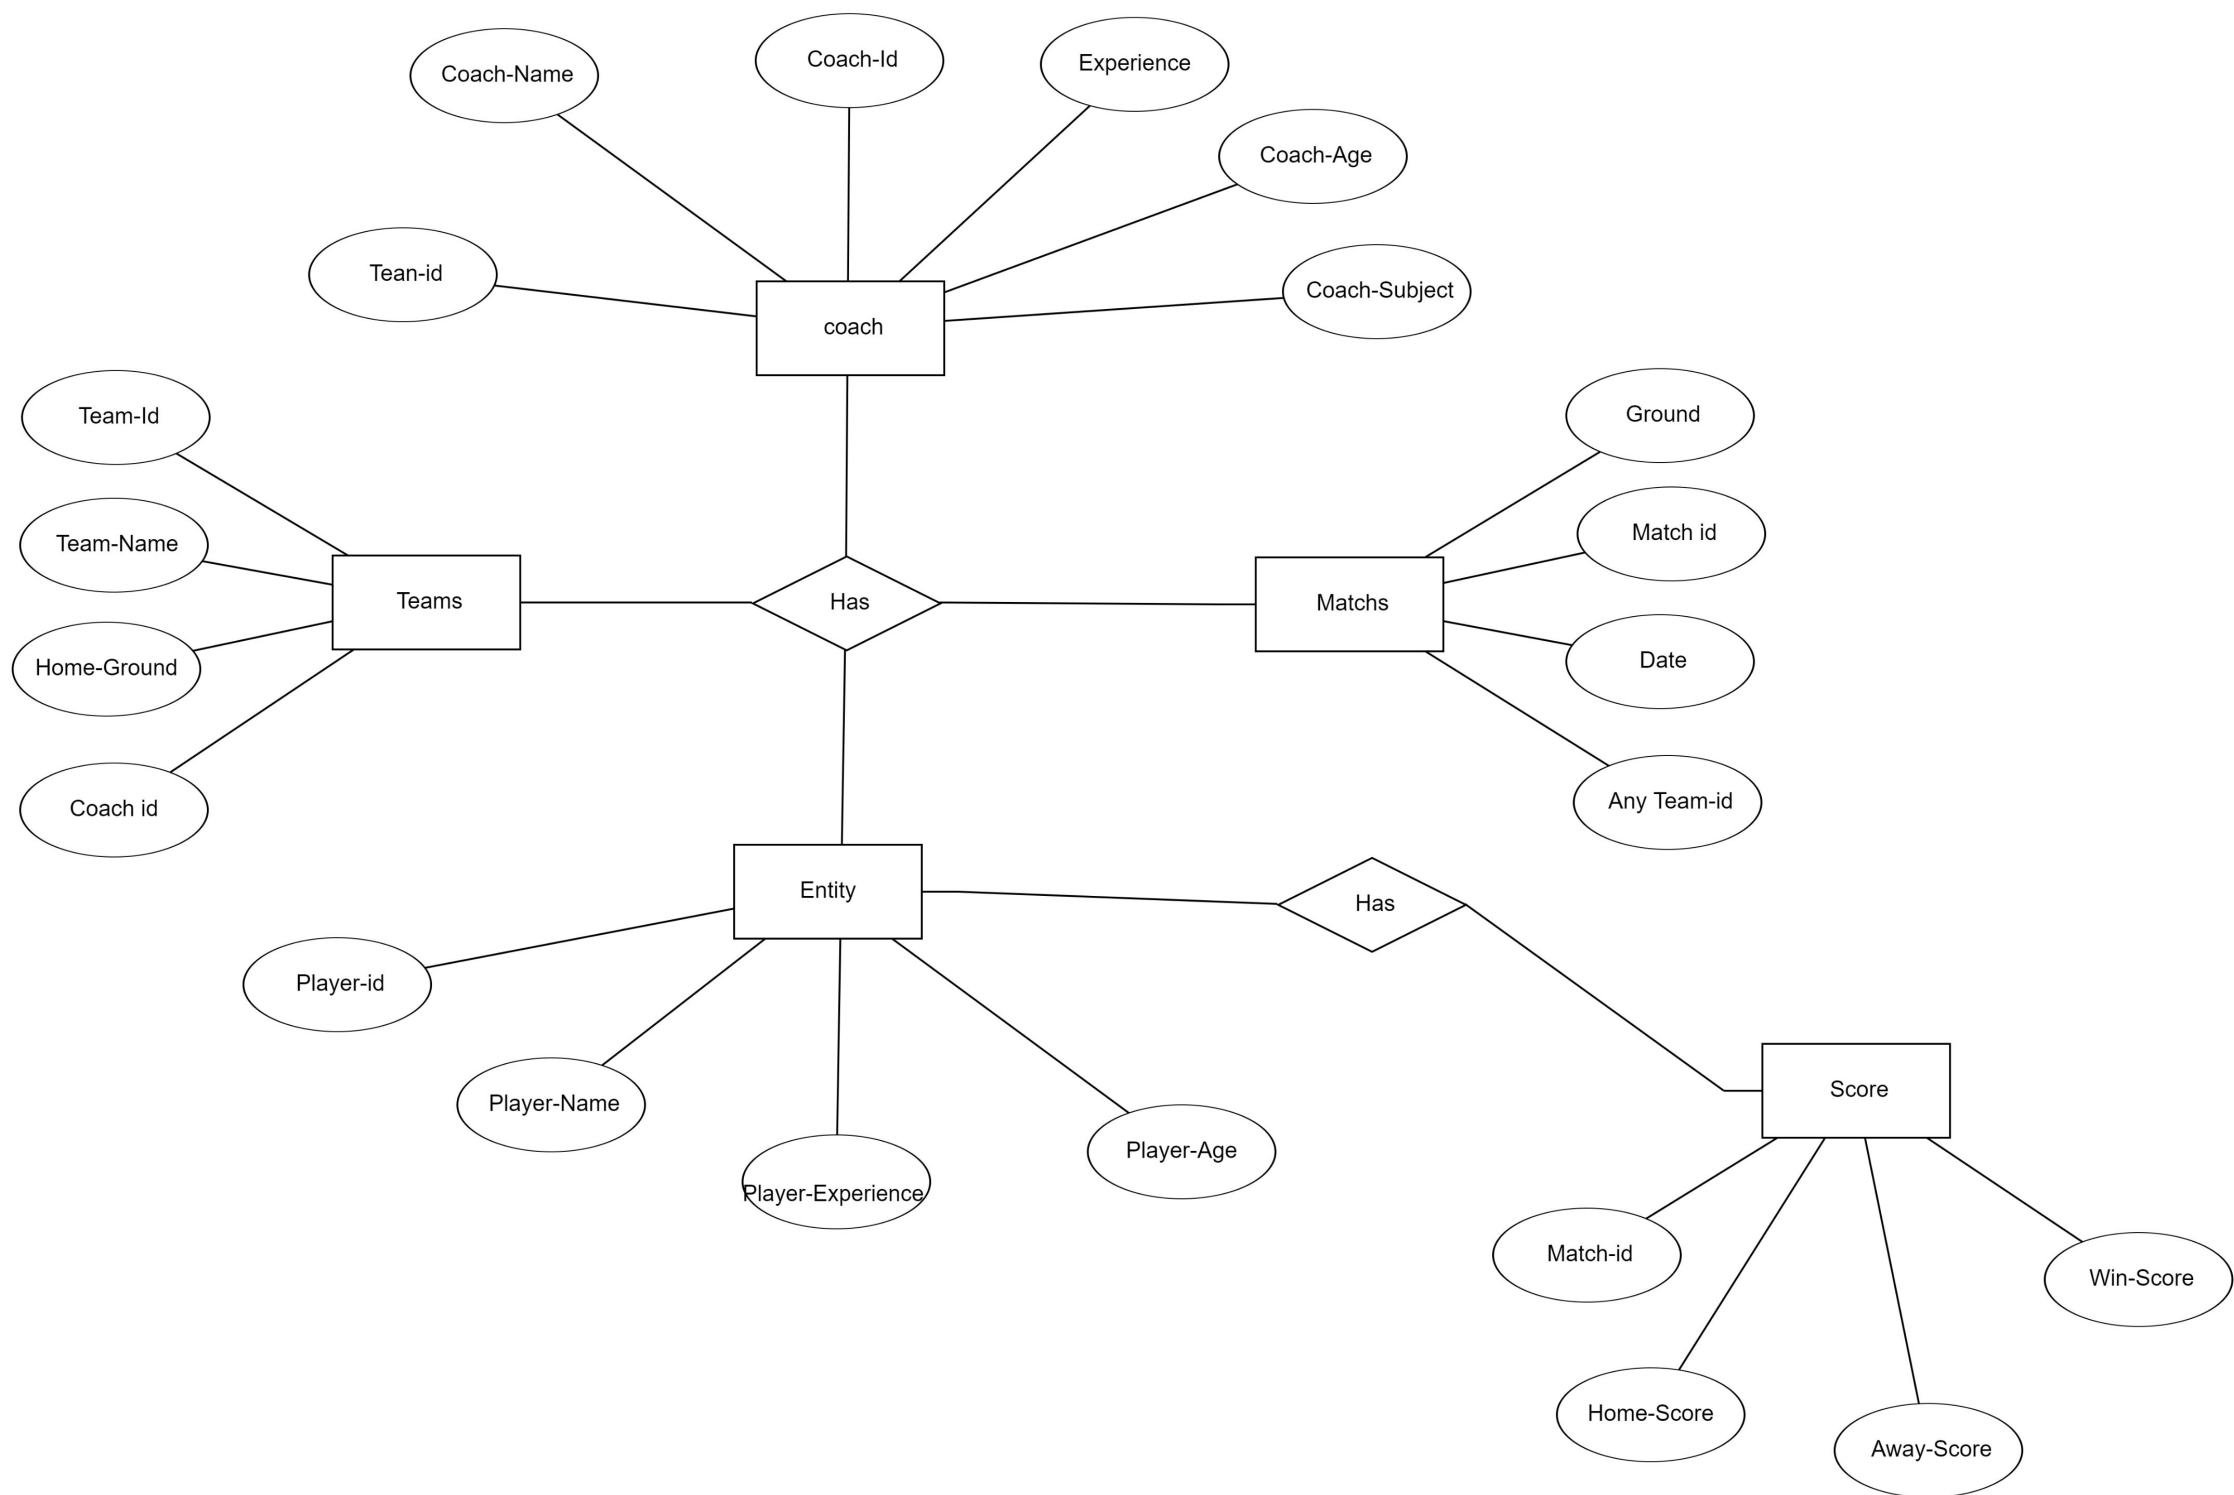 Coach-Name
Coach-Id
Experience
Coach-Age
Tean-id
Coach-Subject
coach
Team-Id
Ground
Team-Name
Match id
Teams
Has
Matchs
Home-Ground
Date
Coach id
Any Team-id
Entity
Has
Player-id
Player-Name
Player-Experience
Player-Age
Score
Match-id
Win-Score
Home-Score
Away-Score